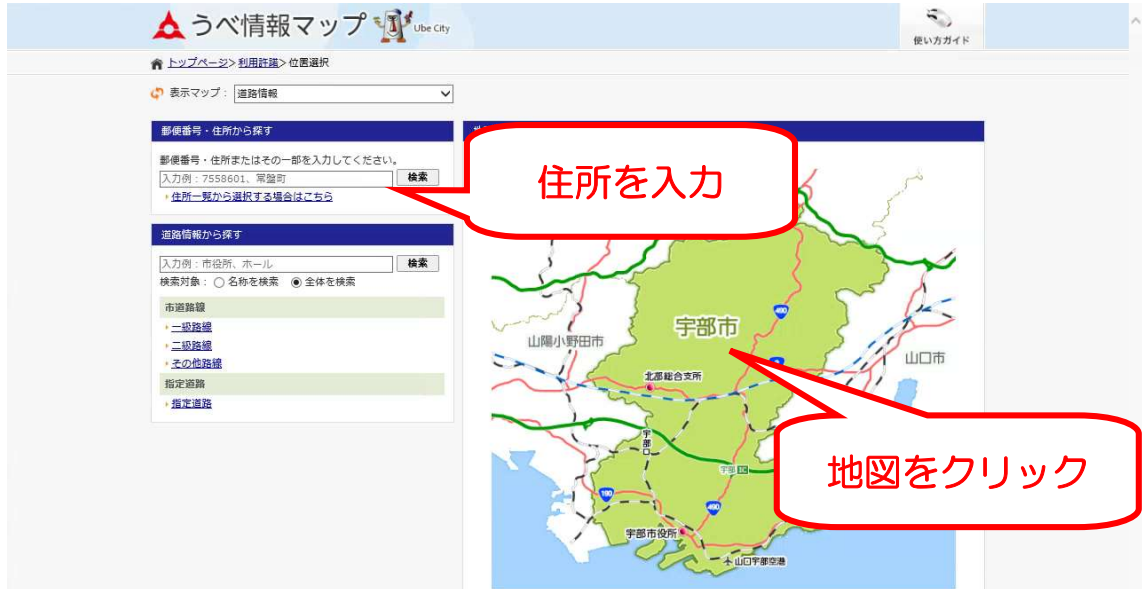 うべ情報マップ Ube City
使い方ガイド
トップページ> 利用許諾> 位置選択
表示マップ： 道路情報
郵便番号・住所から探す
郵便番号・住所またはその一部を入力してください。
入力例：7558601、常盤町 検索
住所一覧から選択する場合はこちら
道路情報から探す
入力例：市役所、ホール 検索
検索対象： 名称を検索 全体を検索
市道路線
一級路線
二級路線
その他路線
指定道路
指定道路
住所を入力
490
宇部市
山陽小野田市
2
山口市
北部総合支所
地図をクリック
宇部
宇部 IC
190
490
宇部市役所
山口宇部空港